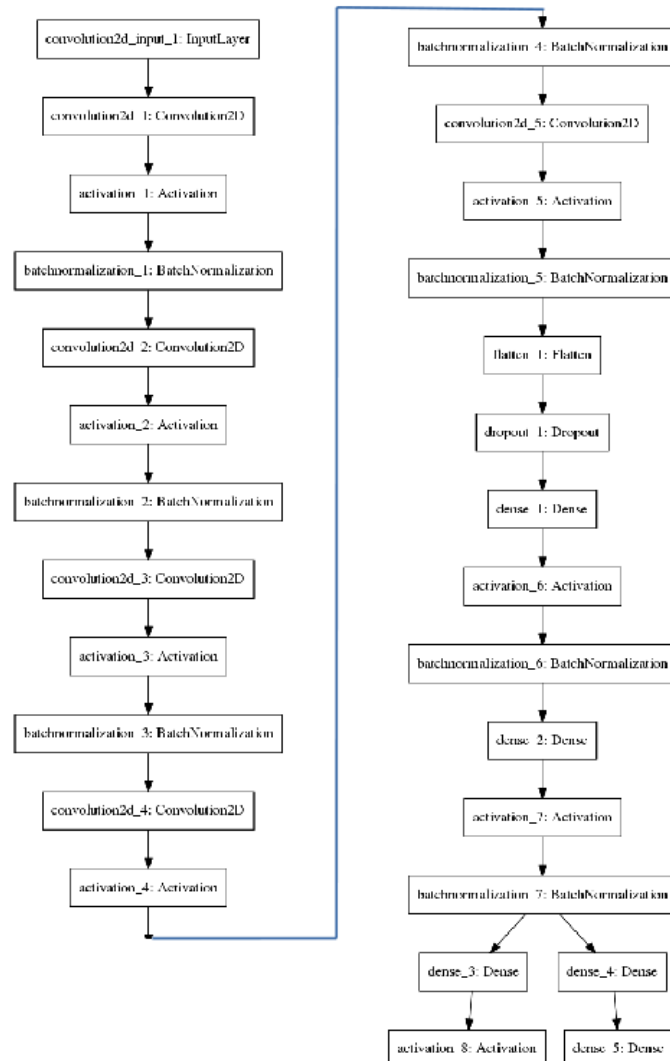 convolution2d_input_1: InputLayer
convolution2d_1: Convolution2D
activation_1: Activation
batchnormalization_1: BatchNormalization
convolution2d_2: Convolution2D
activation_2: Activation
batchnormalization_2: BatchNormalization
convolution2d_3: Convolution2D
activation_3: Activation
batchnormalization_3: BatchNormalization
convolution2d_4: Convolution2D
activation_4: Activation
batchnormalization_4: BatchNormalization
convolution2d_5: Convolution2D
activation_5: Activation
batchnormalization_5: BatchNormalization
flatten_1: Flatten
dropout_1: Dropout
dense_1: Dense
activation_6: Activation
batchnormalization_6: BatchNormalization
dense_2: Dense
activation_7: Activation
batchnormalization_7: BatchNormalization
dense_3: Dense
dense_4: Dense
activation_8: Activation
dense_5: Dense